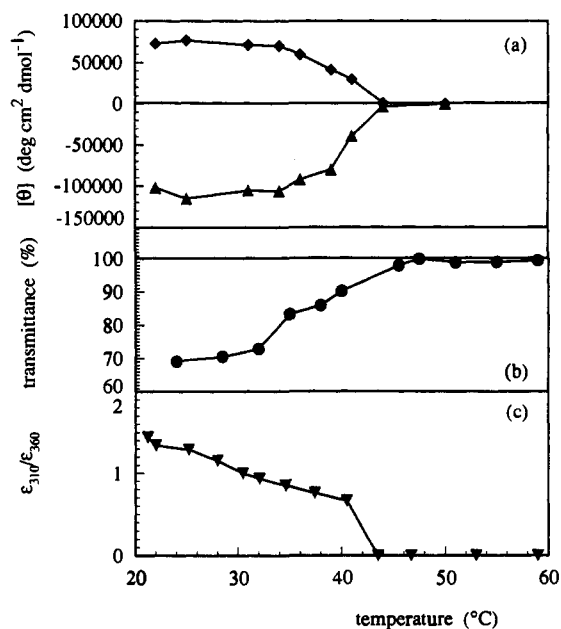 100000
(a)
50000
0
-50000
-100000
-150000
[θ} (deg cm² dmol⁻¹)
100
90
80
70
60
transmittance (%)
(b)
2
(c)
1
0
ε310/ε360
20 30 40 50 60
temperature (°C)